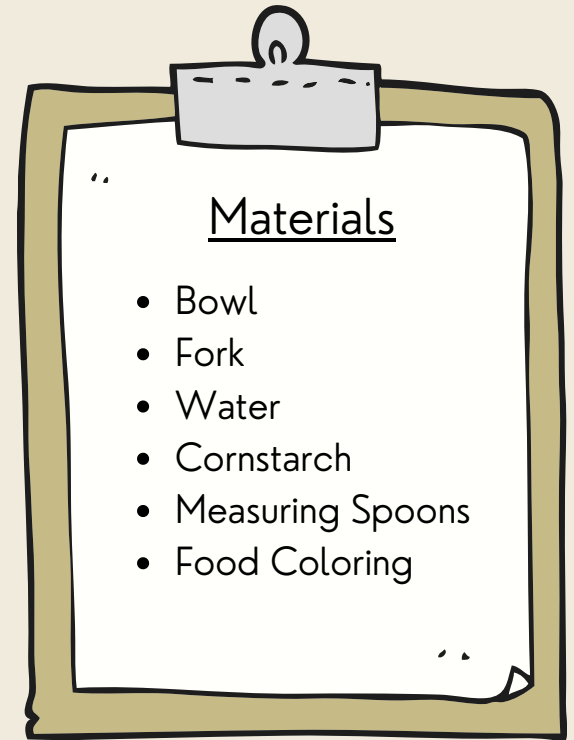 Materials
• Bowl
• Fork
• Water
• Cornstarch
• Measuring Spoons
• Food Coloring